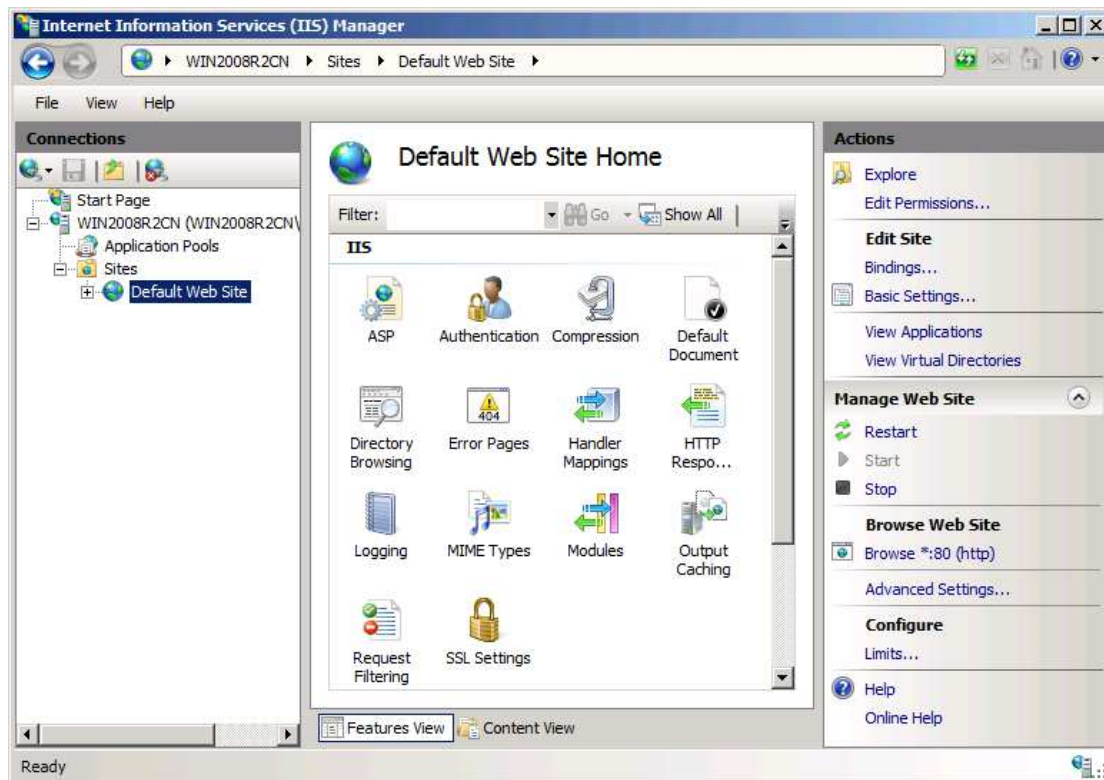 Internet Information Services (IIS) Manager
WIN2008R2CN Sites Default Web Site
File View Help
Connections
Start Page
WIN2008R2CN (WIN2008R2CN\
Application Pools
Sites
Default Web Site
Default Web Site Home
Filter: Go Show All
IIS
ASP Authentication Compression Default Document
404
Directory Browsing Error Pages Handler Mappings HTTP Respo...
Logging MIME Types Modules Output Caching
Request Filtering SSL Settings
Features View Content View
Actions
Explore
Edit Permissions...
Edit Site
Bindings...
Basic Settings...
View Applications
View Virtual Directories
Manage Web Site
Restart
Start
Stop
Browse Web Site
Browse *:80 (http)
Advanced Settings...
Configure
Limits...
Help
Online Help
Ready